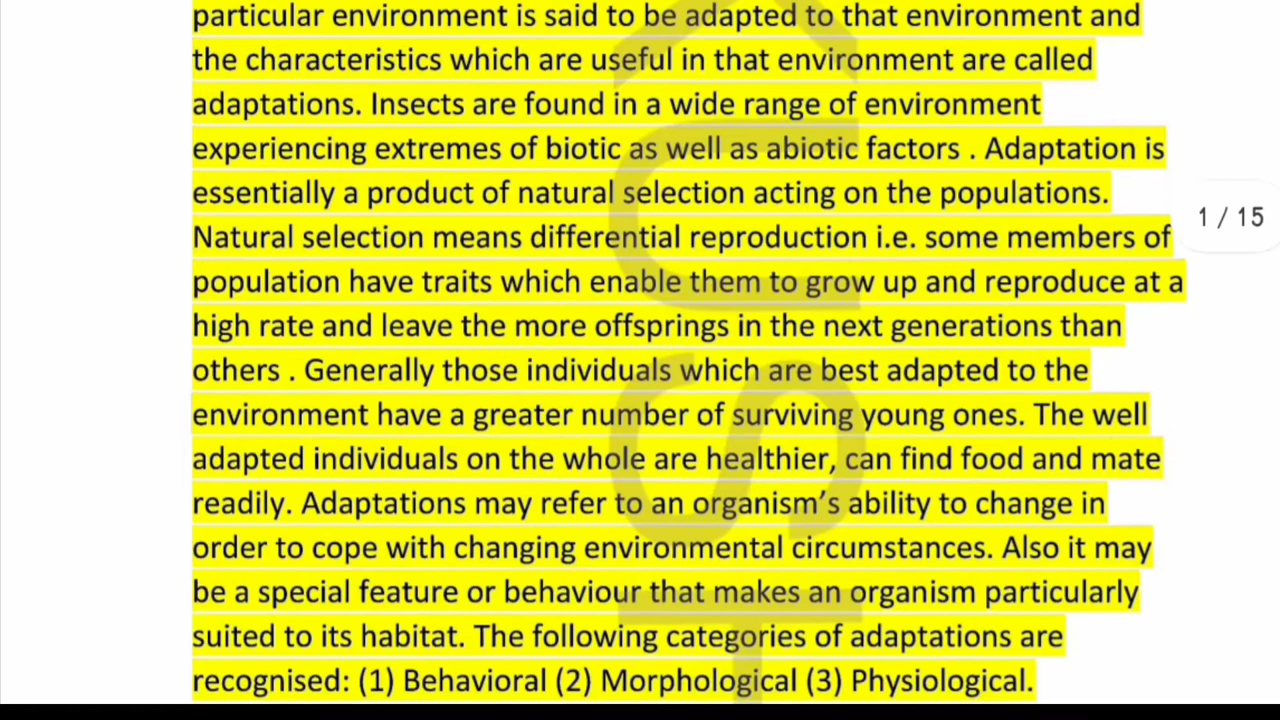 particular environment is said to be adapted to that environment and
the characteristics which are useful in that environment are called
adaptations. Insects are found in a wide range of environment
experiencing extremes of biotic as well as abiotic factors . Adaptation is
essentially a product of natural selection acting on the populations.
Natural selection means differential reproduction i.e. some members of
population have traits which enable them to grow up and reproduce at a
high rate and leave the more offsprings in the next generations than
others . Generally those individuals which are best adapted to the
environment have a greater number of surviving young ones. The well
adapted individuals on the whole are healthier, can find food and mate
readily. Adaptations may refer to an organism’s ability to change in
order to cope with changing environmental circumstances. Also it may
be a special feature or behaviour that makes an organism particularly
suited to its habitat. The following categories of adaptations are
recognised: (1) Behavioral (2) Morphological (3) Physiological.
1 / 15